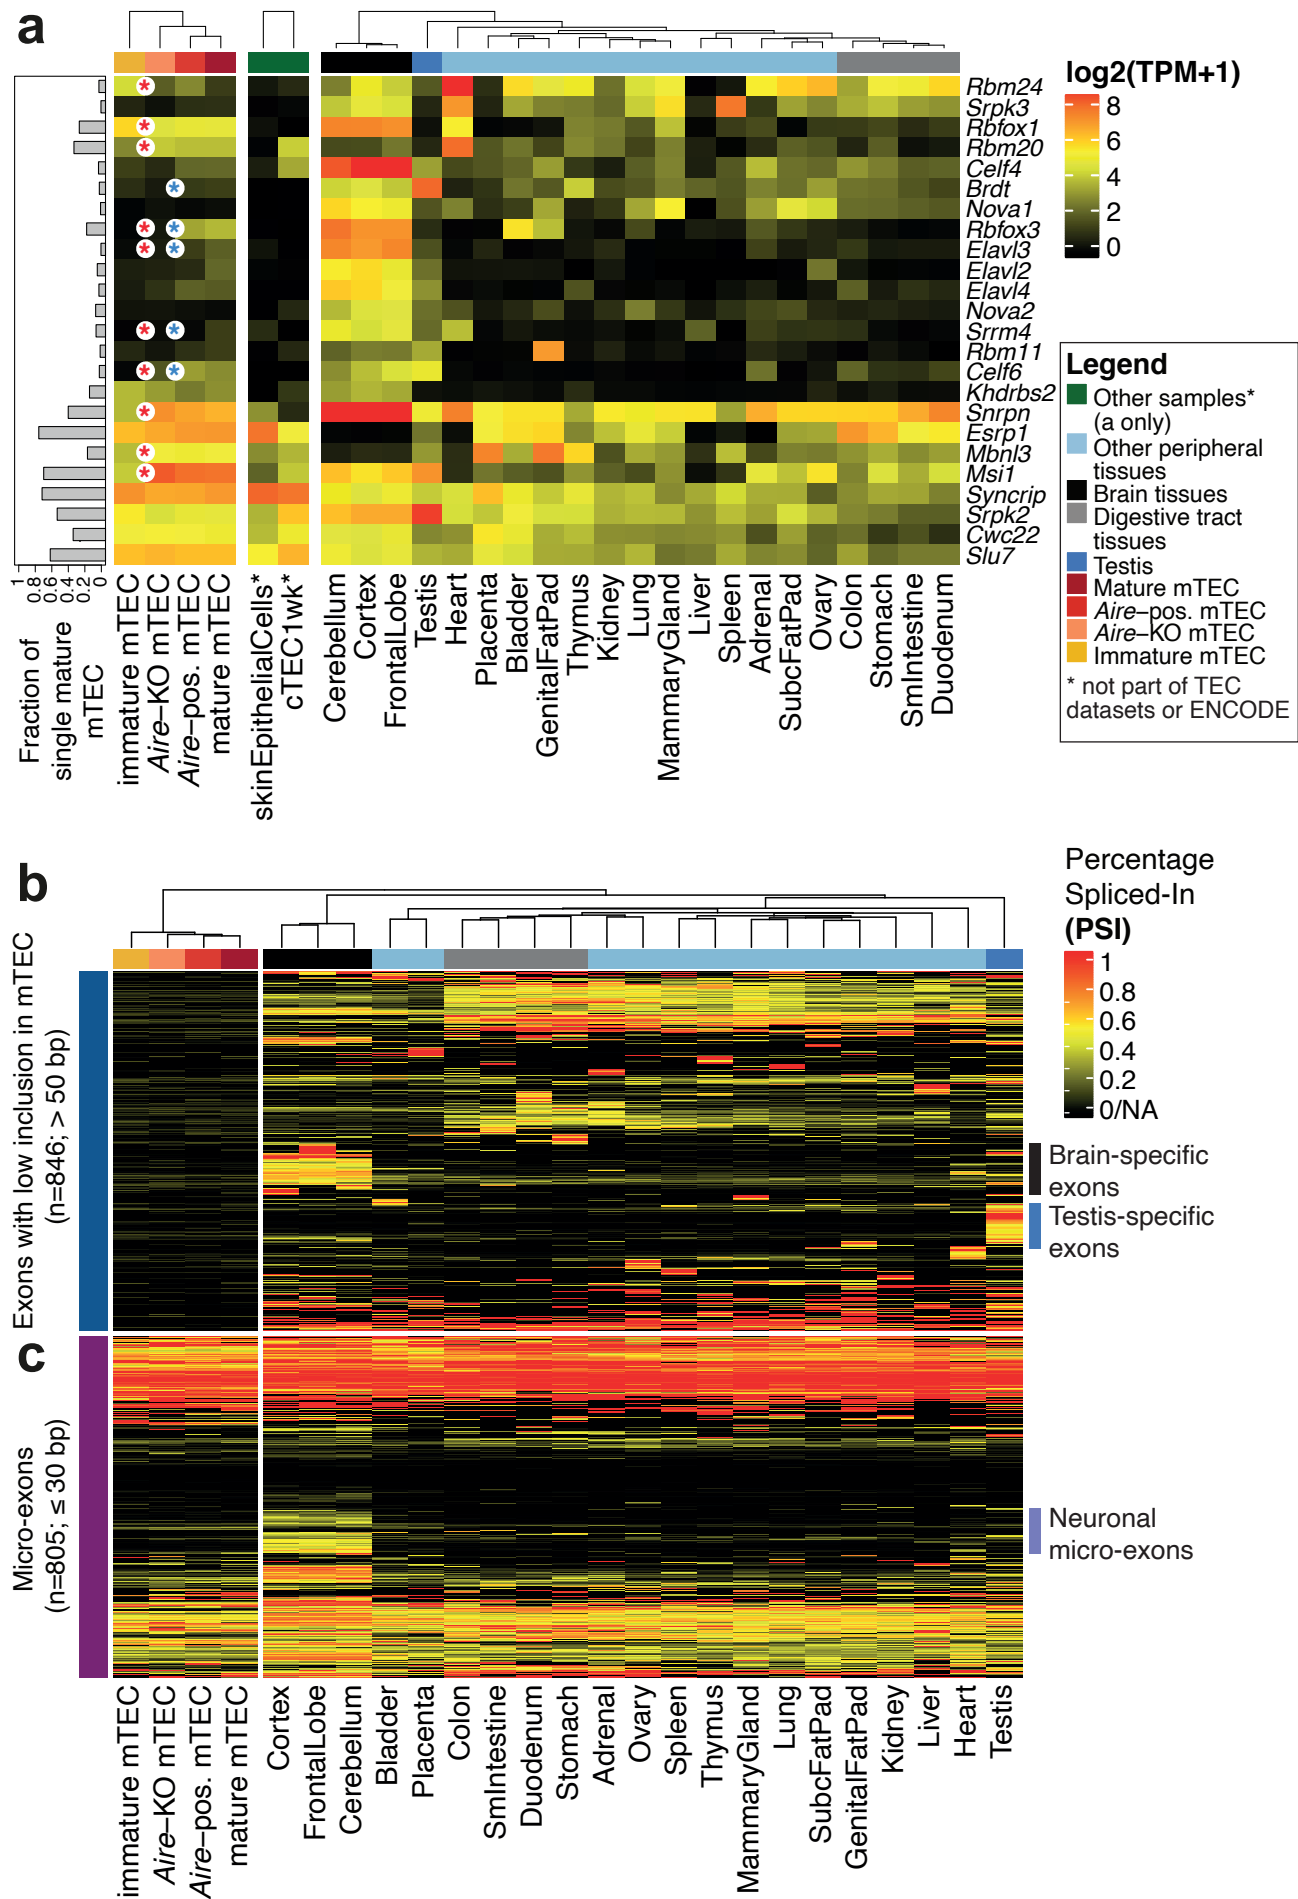 a
log2(TPM+1)
8
6
4
2
0
Rbm24
Srpk3
Rbfox1
Rbm20
Celf4
Brdt
Nova1
Rbfox3
Elavl3
Elavl2
Elavl4
Nova2
Srrm4
Rbm11
Celf6
Khdrbs2
Snrpn
Esrp1
Mbnl3
Msi1
Syncrip
Srpk2
Cwc22
Slu7
* * * * * * * * * * * * * *
1
0.8
0.6
0.4
0.2
0
Fraction of
single mature
mTEC
immature mTEC
Aire–KO mTEC
Aire–pos. mTEC
mature mTEC
skinEpithelialCells*
cTEC1wk*
Cerebellum
Cortex
FrontalLobe
Testis
Heart
Placenta
Bladder
GenitalFatPad
Thymus
Kidney
Lung
MammaryGland
Liver
Spleen
Adrenal
SubcFatPad
Ovary
Colon
Stomach
SmIntestine
Duodenum
Legend
Other samples*
(a only)
Other peripheral
tissues
Brain tissues
Digestive tract
tissues
Testis
Mature mTEC
Aire–pos. mTEC
Aire–KO mTEC
Immature mTEC
* not part of TEC
datasets or ENCODE
b
Percentage
Spliced-In
(PSI)
1
0.8
0.6
0.4
0.2
0/NA
Exons with low inclusion in mTEC
(n=846; > 50 bp)
Brain-specific
exons
Testis-specific
exons
c
Micro-exons
(n=805; ≤ 30 bp)
Neuronal
micro-exons
immature mTEC
Aire–KO mTEC
Aire–pos. mTEC
mature mTEC
Cortex
FrontalLobe
Cerebellum
Bladder
Placenta
Colon
SmIntestine
Duodenum
Stomach
Adrenal
Ovary
Spleen
Thymus
MammaryGland
Lung
SubcFatPad
GenitalFatPad
Kidney
Liver
Heart
Testis